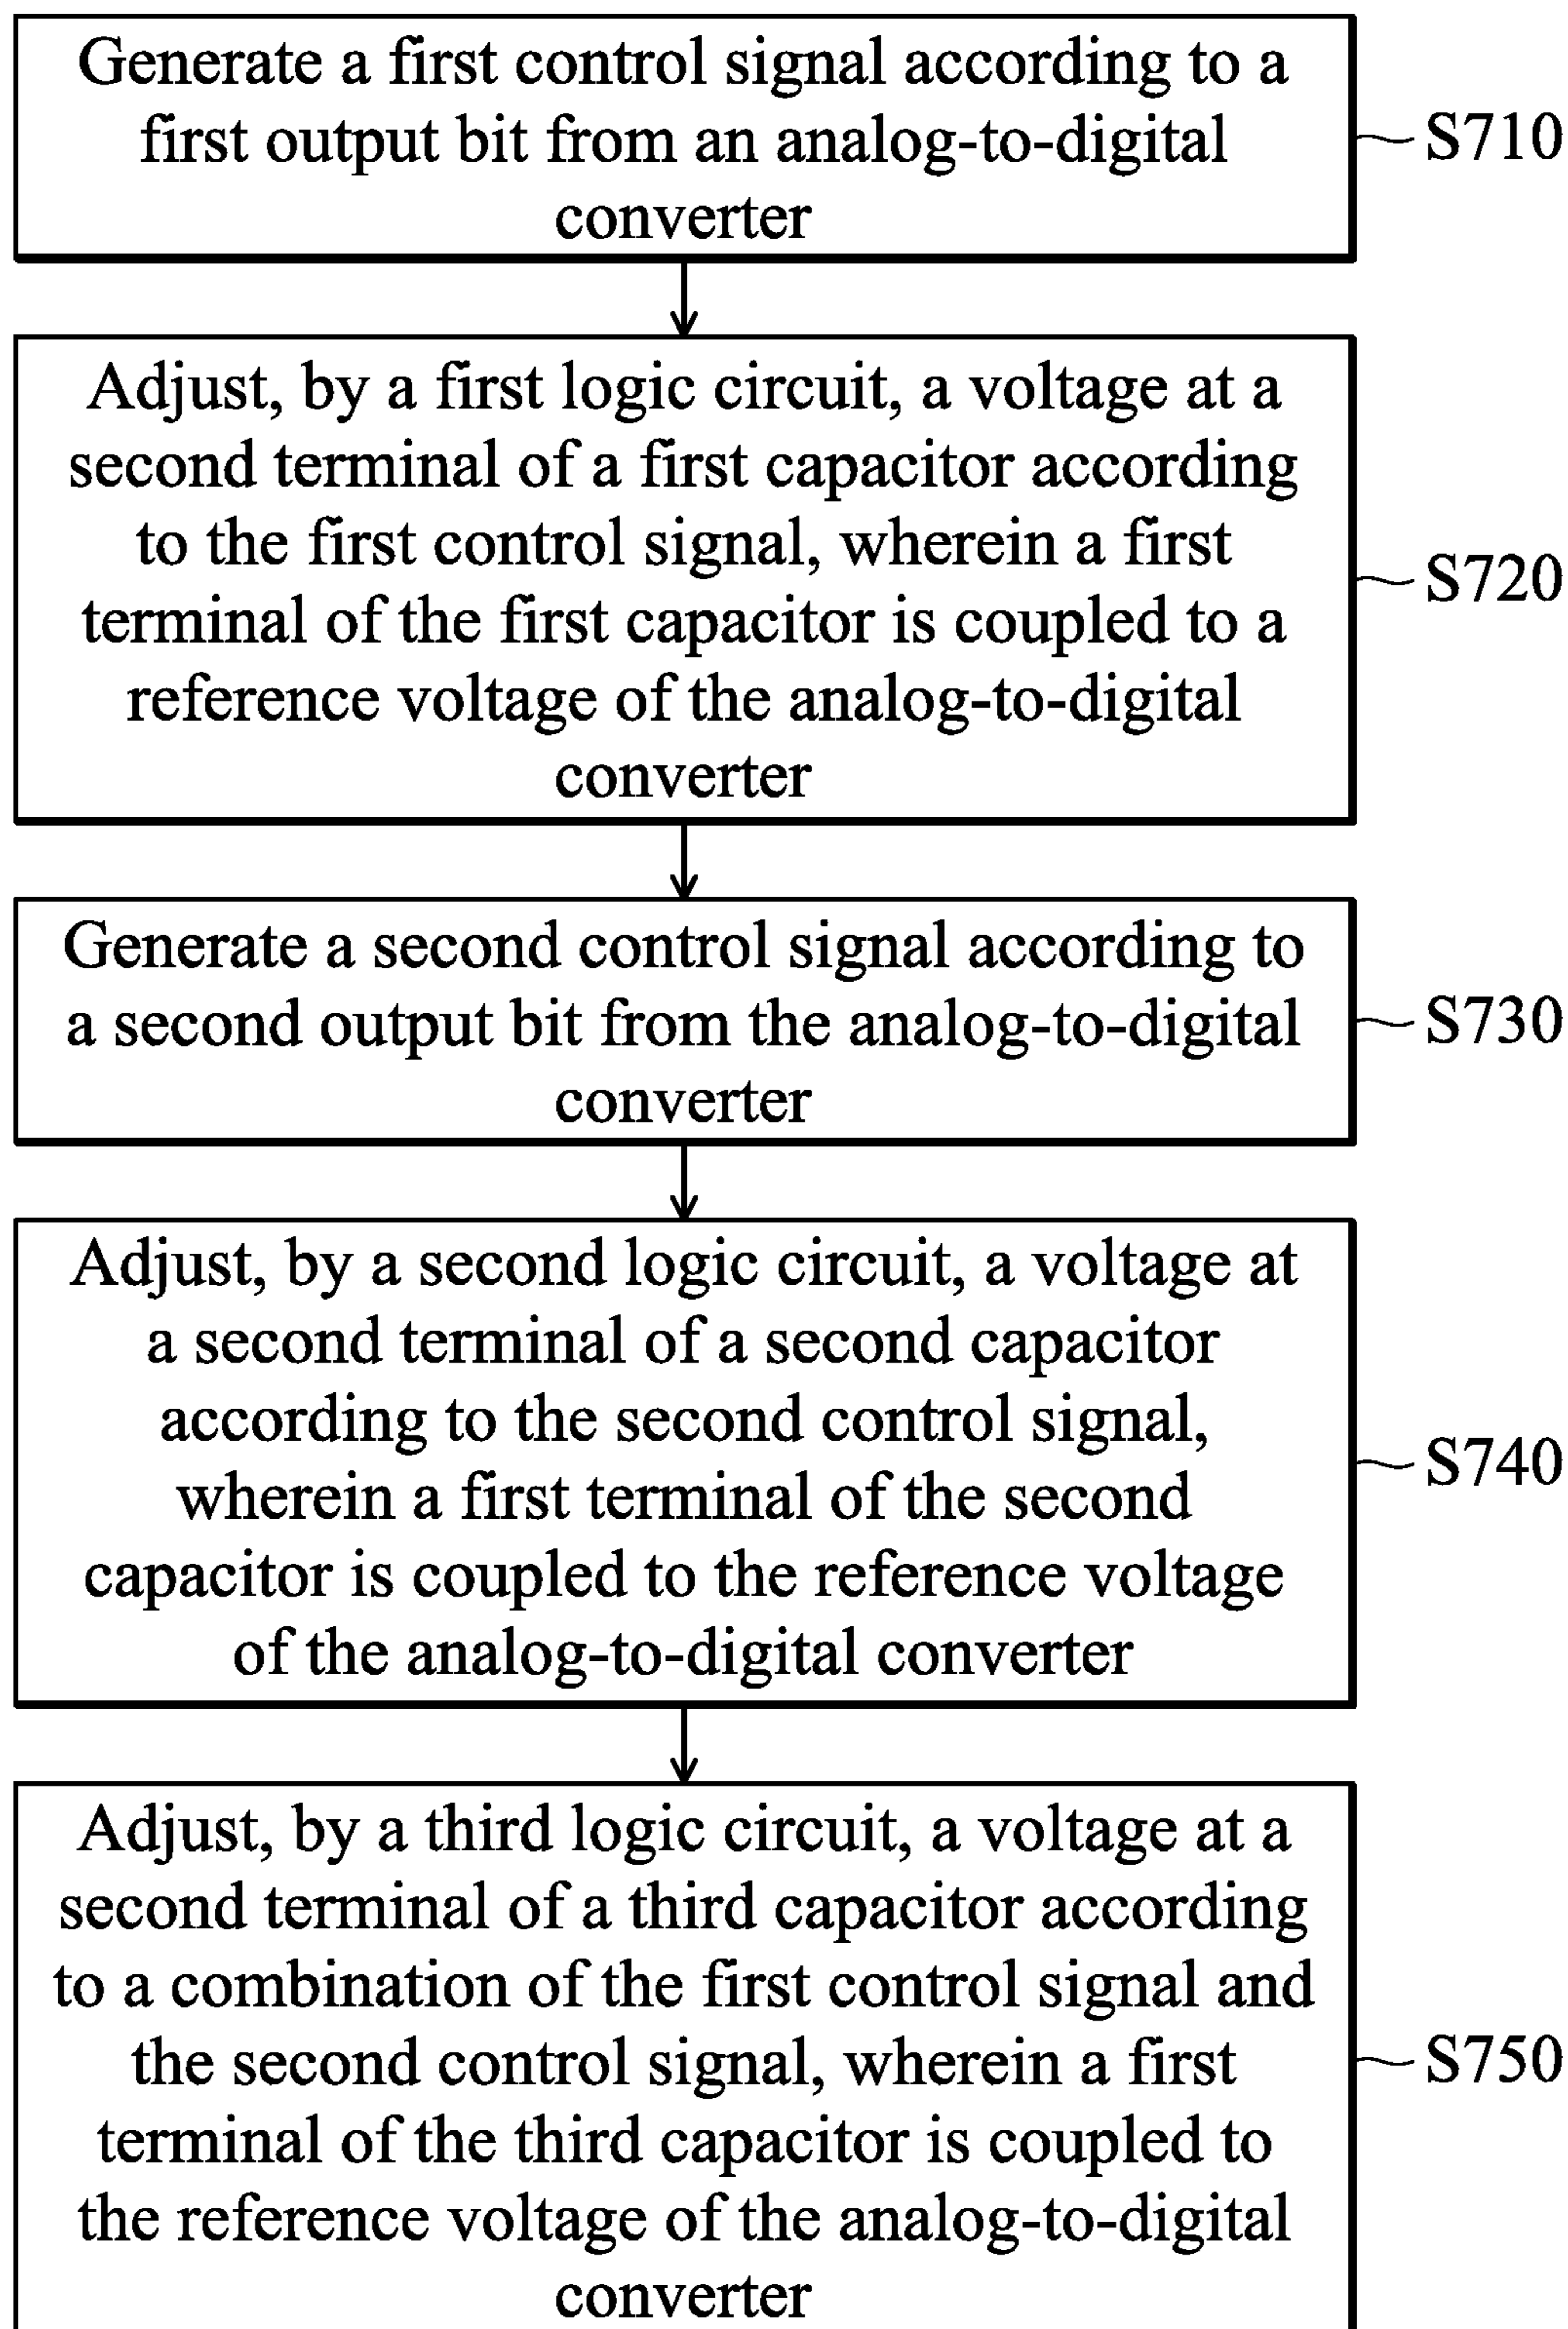 Generate a first control signal according to a
first output bit from an analog-to-digital
converter
S710
Adjust, by a first logic circuit, a voltage at a
second terminal of a first capacitor according
to the first control signal, wherein a first
terminal of the first capacitor is coupled to a
reference voltage of the analog-to-digital
converter
S720
Generate a second control signal according to
a second output bit from the analog-to-digital
converter
S730
Adjust, by a second logic circuit, a voltage at
a second terminal of a second capacitor
according to the second control signal,
wherein a first terminal of the second
capacitor is coupled to the reference voltage
of the analog-to-digital converter
S740
Adjust, by a third logic circuit, a voltage at a
second terminal of a third capacitor according
to a combination of the first control signal and
the second control signal, wherein a first
terminal of the third capacitor is coupled to
the reference voltage of the analog-to-digital
converter
S750